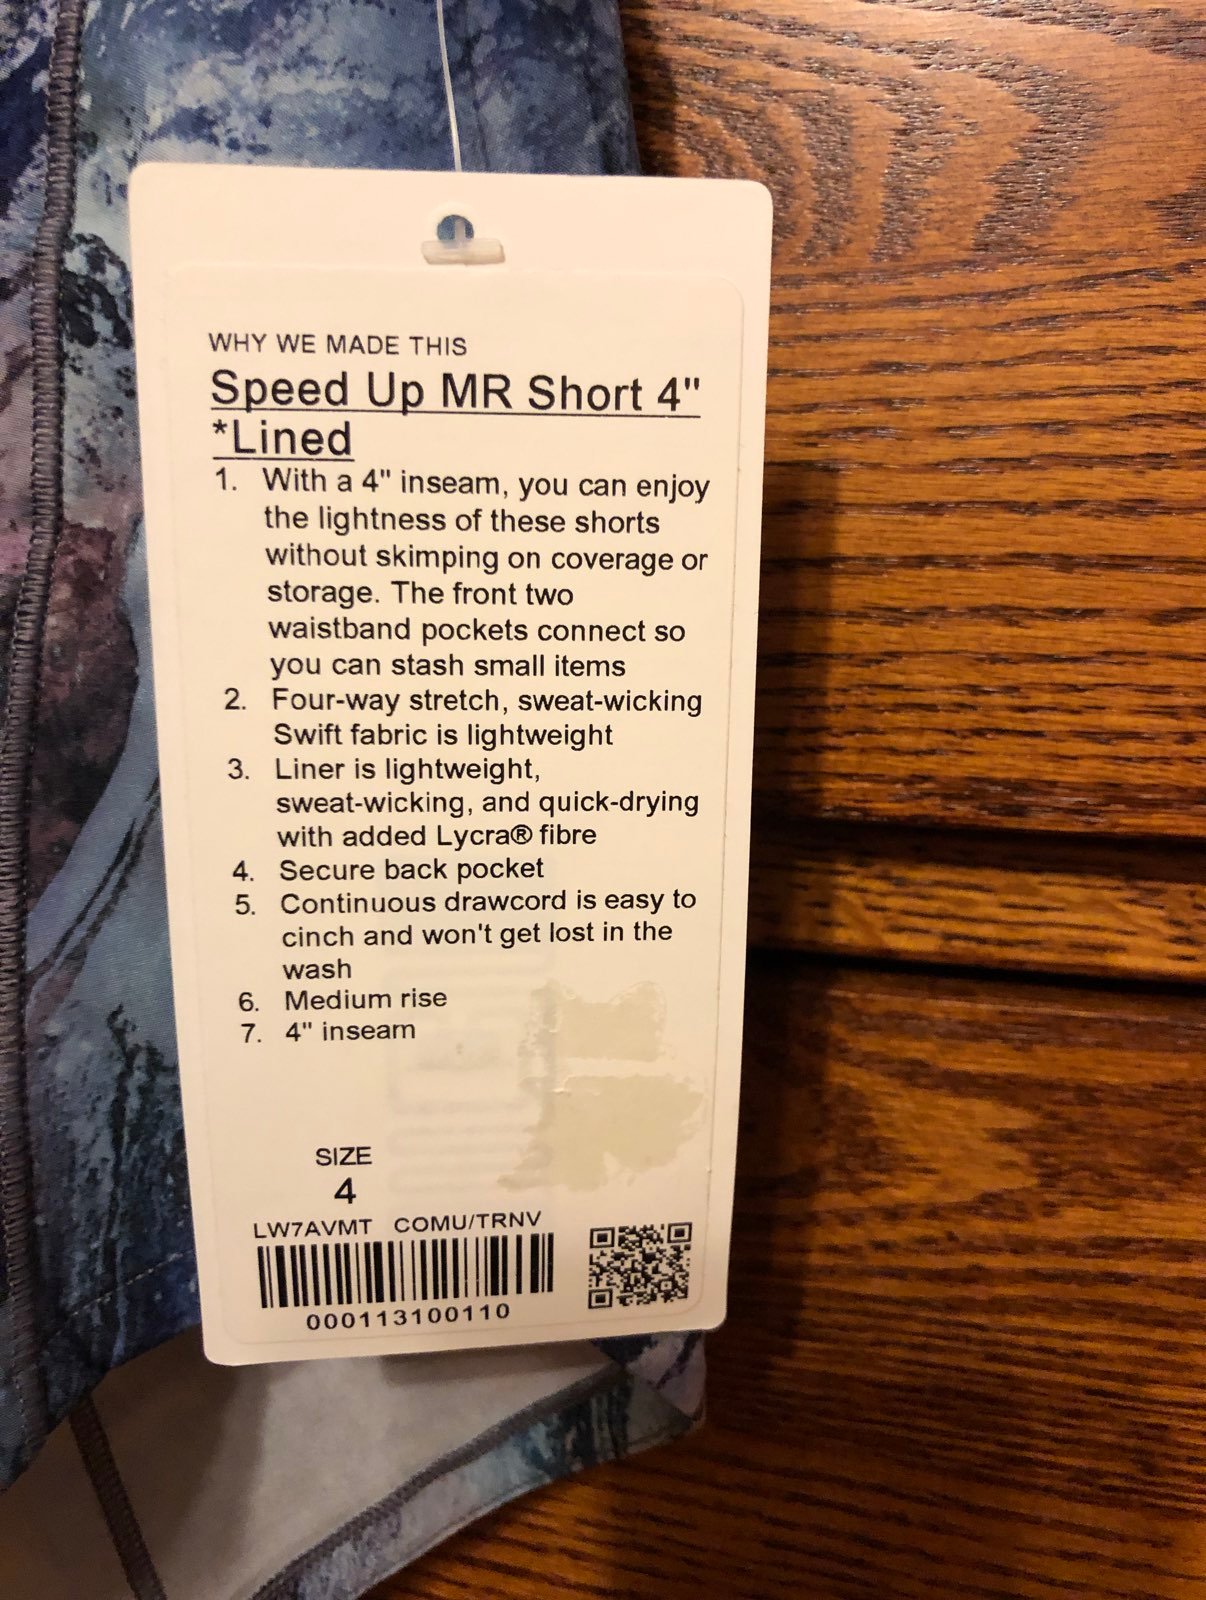 WHY WE MADE THIS
Speed Up MR Short 4"
*Lined
1. With a 4" inseam, you can enjoy
the lightness of these shorts
without skimping on coverage or
storage. The front two
waistband pockets connect so
you can stash small items
2. Four-way stretch, sweat-wicking
Swift fabric is lightweight
3. Liner is lightweight,
sweat-wicking, and quick-drying
with added Lycra® fibre
4. Secure back pocket
5. Continuous drawcord is easy to
cinch and won't get lost in the
wash
6. Medium rise
7. 4" inseam
SIZE
4
LW7AVMT COMU/TRNV
000113100110